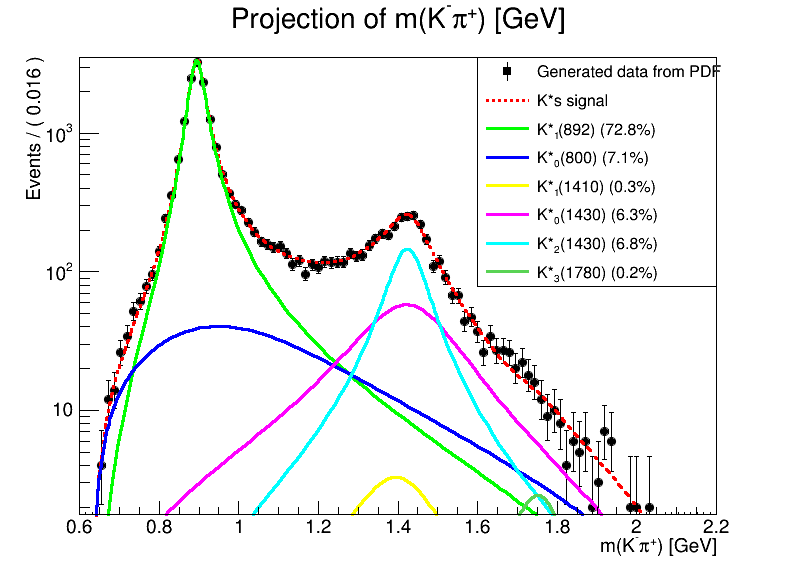 Projection of m(K⁻π⁺) [GeV]
Events / ( 0.016 )
10³
10²
10
Generated data from PDF
K*s signal
K*₁(892) (72.8%)
K*₀(800) (7.1%)
K*₁(1410) (0.3%)
K*₀(1430) (6.3%)
K*₂(1430) (6.8%)
K*₃(1780) (0.2%)
0.6 0.8 1 1.2 1.4 1.6 1.8 2 2.2
m(K⁻π⁺) [GeV]